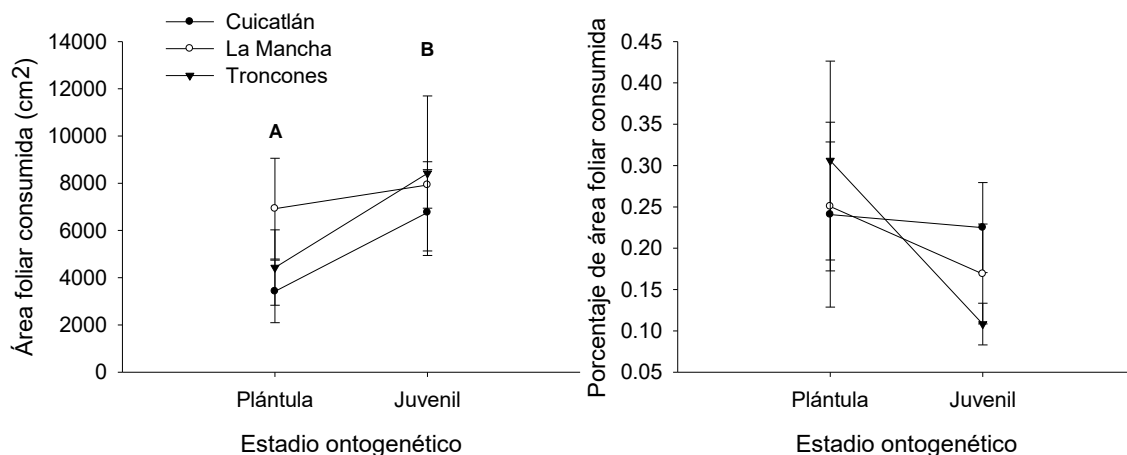 Cuicatlán
La Mancha
Troncones
Área foliar consumida (cm2)
14000
12000
10000
8000
6000
4000
2000
0
A
B
Plántula
Juvenil
Estadio ontogenético
Porcentaje de área foliar consumida
0.45
0.40
0.35
0.30
0.25
0.20
0.15
0.10
0.05
Plántula
Juvenil
Estadio ontogenético